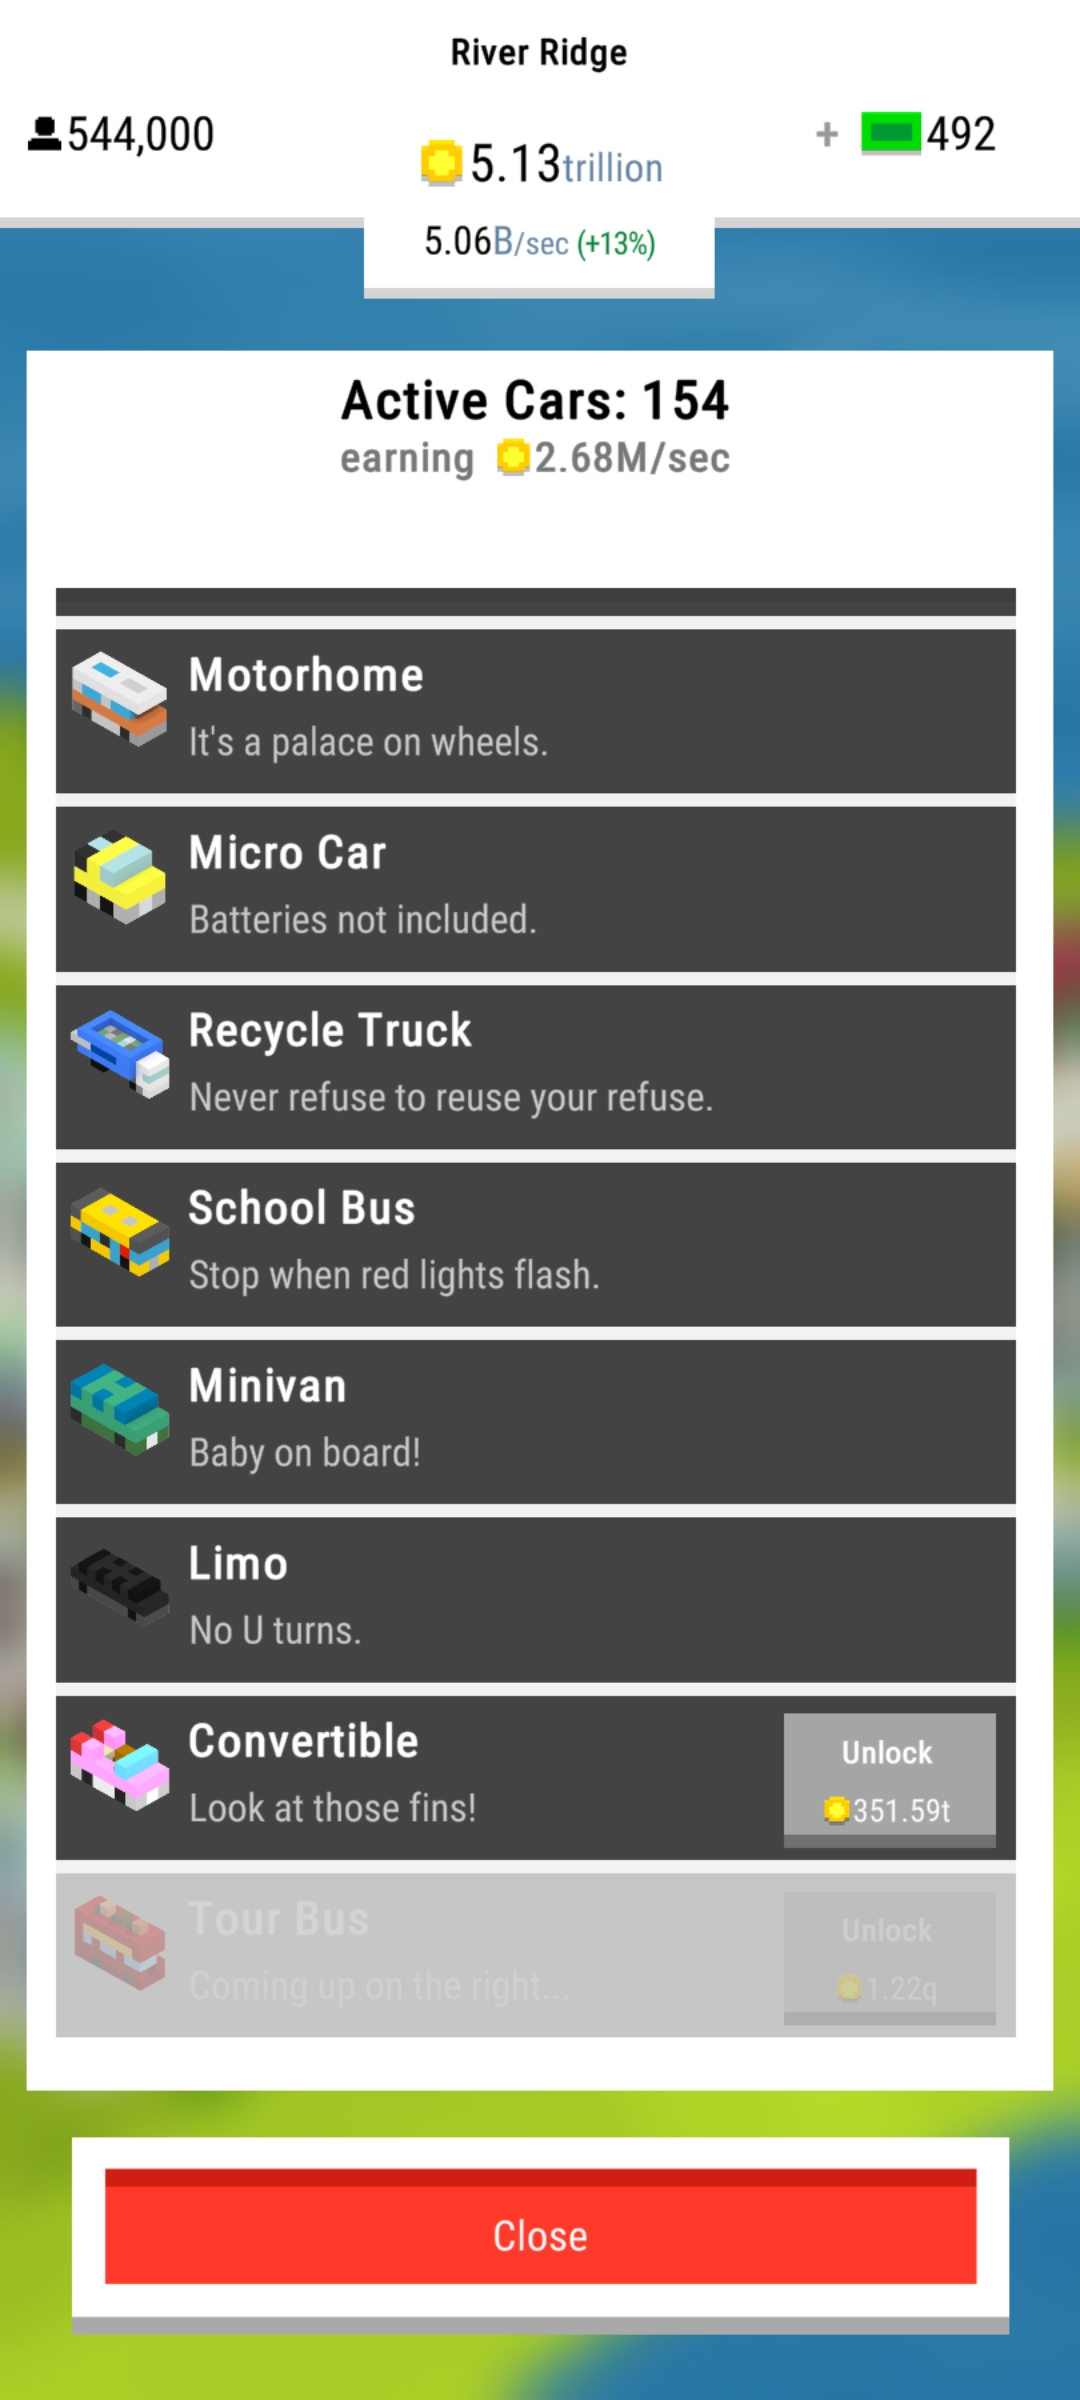 River Ridge
544,000
5.13trillion
+ 492
5.06B/sec (+13%)
Active Cars: 154
earning 2.68M/sec
Motorhome
It's a palace on wheels.
Micro Car
Batteries not included.
Recycle Truck
Never refuse to reuse your refuse.
School Bus
Stop when red lights flash.
Minivan
Baby on board!
Limo
No U turns.
Convertible
Look at those fins!
Unlock
351.59t
Tour Bus
Coming up on the right...
Unlock
1.22q
Close